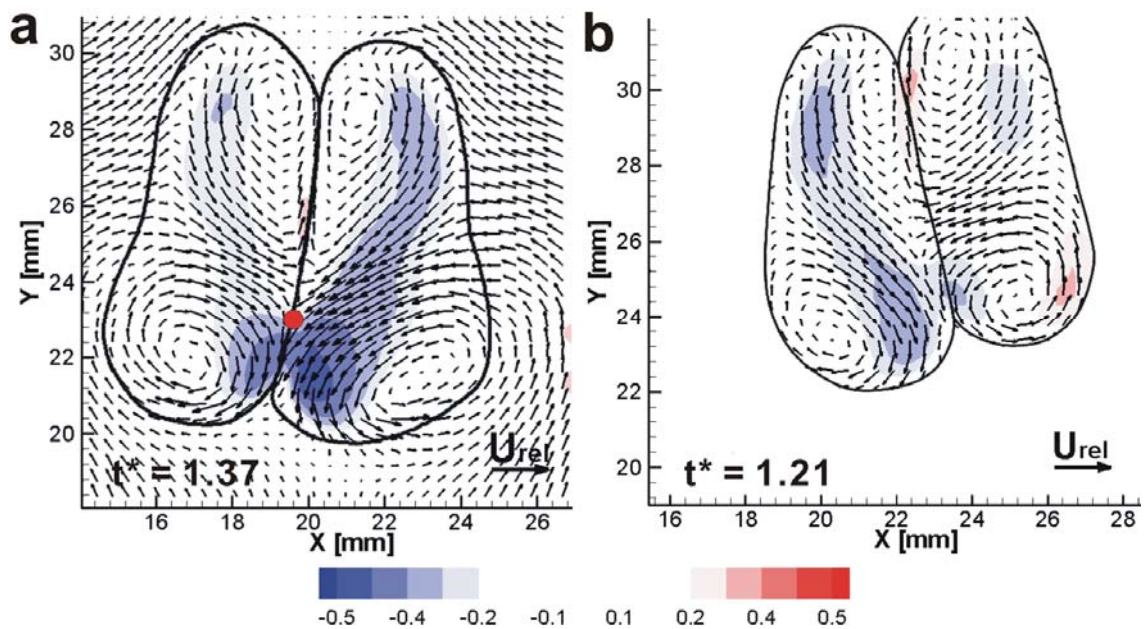 a
30
28
26
24
22
20
Y [mm]
t* = 1.37
Urel
16 18 20 22 24 26
X [mm]
b
30
28
26
24
22
20
Y [mm]
t* = 1.21
Urel
16 18 20 22 24 26 28
X [mm]
-0.5 -0.4 -0.2 -0.1 0.1 0.2 0.4 0.5